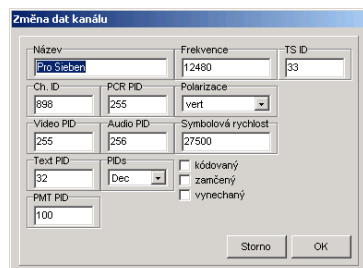 Změna dat kanálu
Název Frekvence TS ID
Pro Sieben 12480 33
Ch. ID PCR PID Polarizace
898 255 vert
Video PID Audio PID Symbolová rychlost
255 256 27500
Text PID PIDs kódovaný
32 Dec zamčený
PMT PID vynechaný
100
Storno OK